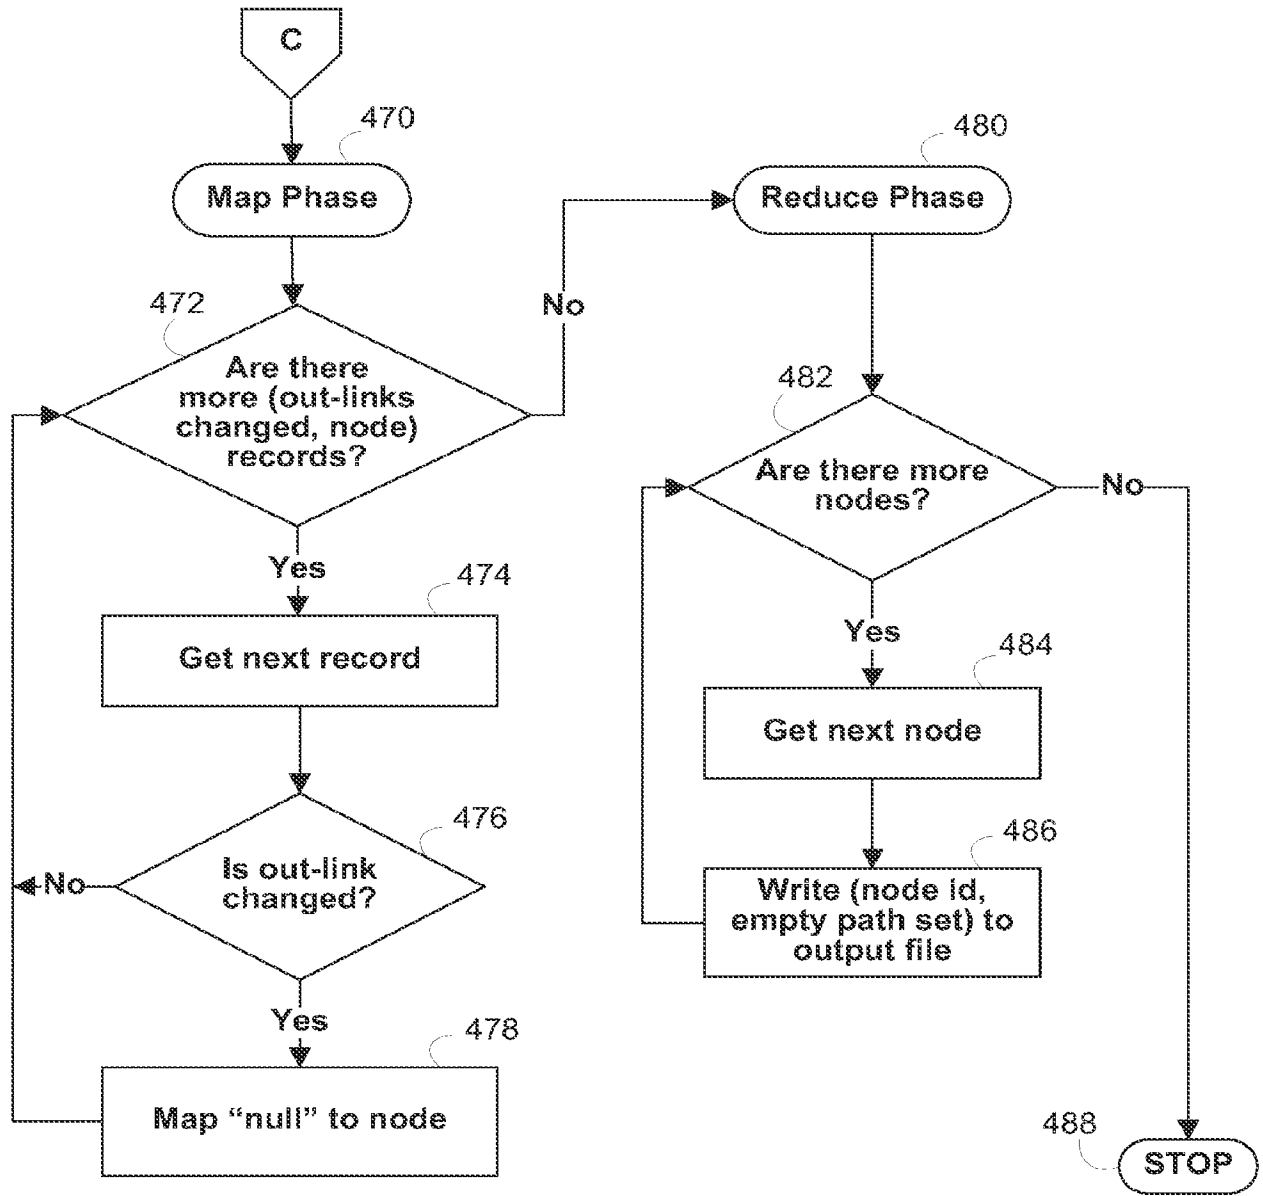 C
470
Map Phase
472
Are there
more (out-links
changed, node)
records?
No
Yes
474
Get next record
476
Is out-link
changed?
No
Yes
478
Map “null” to node
480
Reduce Phase
482
Are there more
nodes?
No
Yes
484
Get next node
486
Write (node id,
empty path set) to
output file
488
STOP